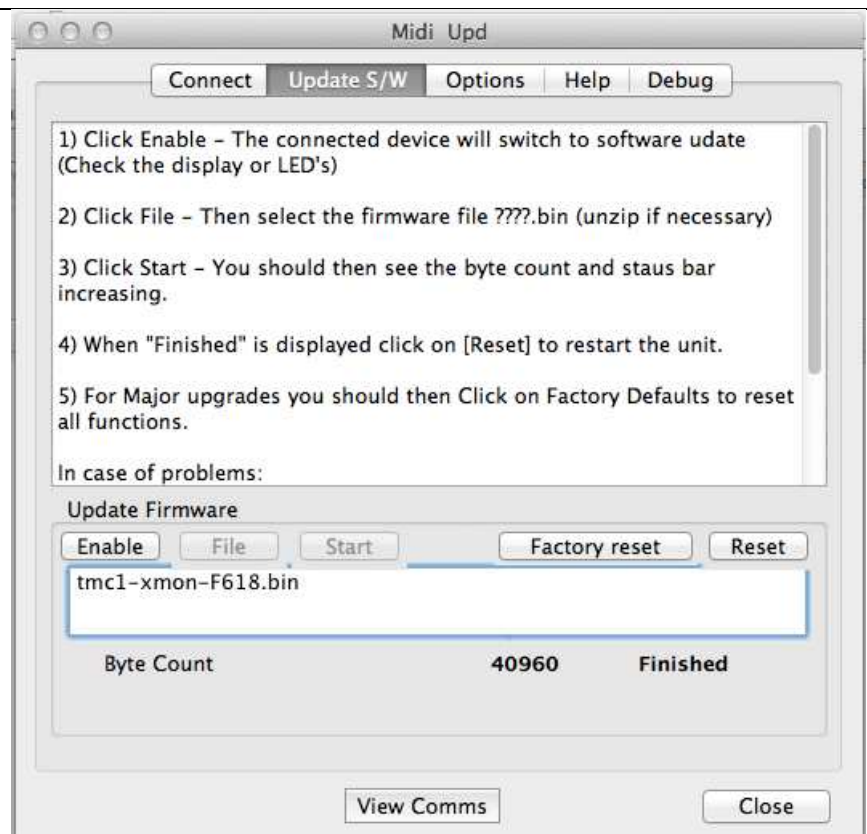 Midi Upd
Connect Update S/W Options Help Debug
1) Click Enable – The connected device will switch to software udate
(Check the display or LED's)
2) Click File – Then select the firmware file ????.bin (unzip if necessary)
3) Click Start – You should then see the byte count and staus bar
increasing.
4) When "Finished" is displayed click on [Reset] to restart the unit.
5) For Major upgrades you should then Click on Factory Defaults to reset
all functions.
In case of problems:
Update Firmware
Enable File Start Factory reset Reset
tmc1-xmon-F618.bin
Byte Count 40960 Finished
View Comms Close